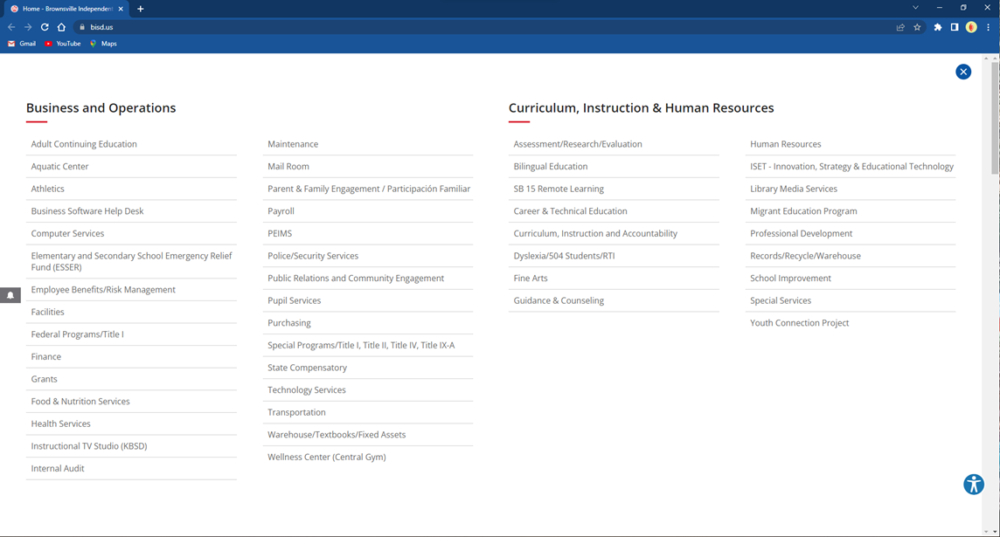 Home - Brownsville Independent
bisd.us
Gmail
YouTube
Maps
Business and Operations
Adult Continuing Education
Aquatic Center
Athletics
Business Software Help Desk
Computer Services
Elementary and Secondary School Emergency Relief
Fund (ESSER)
Employee Benefits/Risk Management
Facilities
Federal Programs/Title I
Finance
Grants
Food & Nutrition Services
Health Services
Instructional TV Studio (KBSD)
Internal Audit
Maintenance
Mail Room
Parent & Family Engagement / Participación Familiar
Payroll
PEIMS
Police/Security Services
Public Relations and Community Engagement
Pupil Services
Purchasing
Special Programs/Title I, Title II, Title IV, Title IX-A
State Compensatory
Technology Services
Transportation
Warehouse/Textbooks/Fixed Assets
Wellness Center (Central Gym)
Curriculum, Instruction & Human Resources
Assessment/Research/Evaluation
Bilingual Education
SB 15 Remote Learning
Career & Technical Education
Curriculum, Instruction and Accountability
Dyslexia/504 Students/RTI
Fine Arts
Guidance & Counseling
Human Resources
ISET - Innovation, Strategy & Educational Technology
Library Media Services
Migrant Education Program
Professional Development
Records/Recycle/Warehouse
School Improvement
Special Services
Youth Connection Project